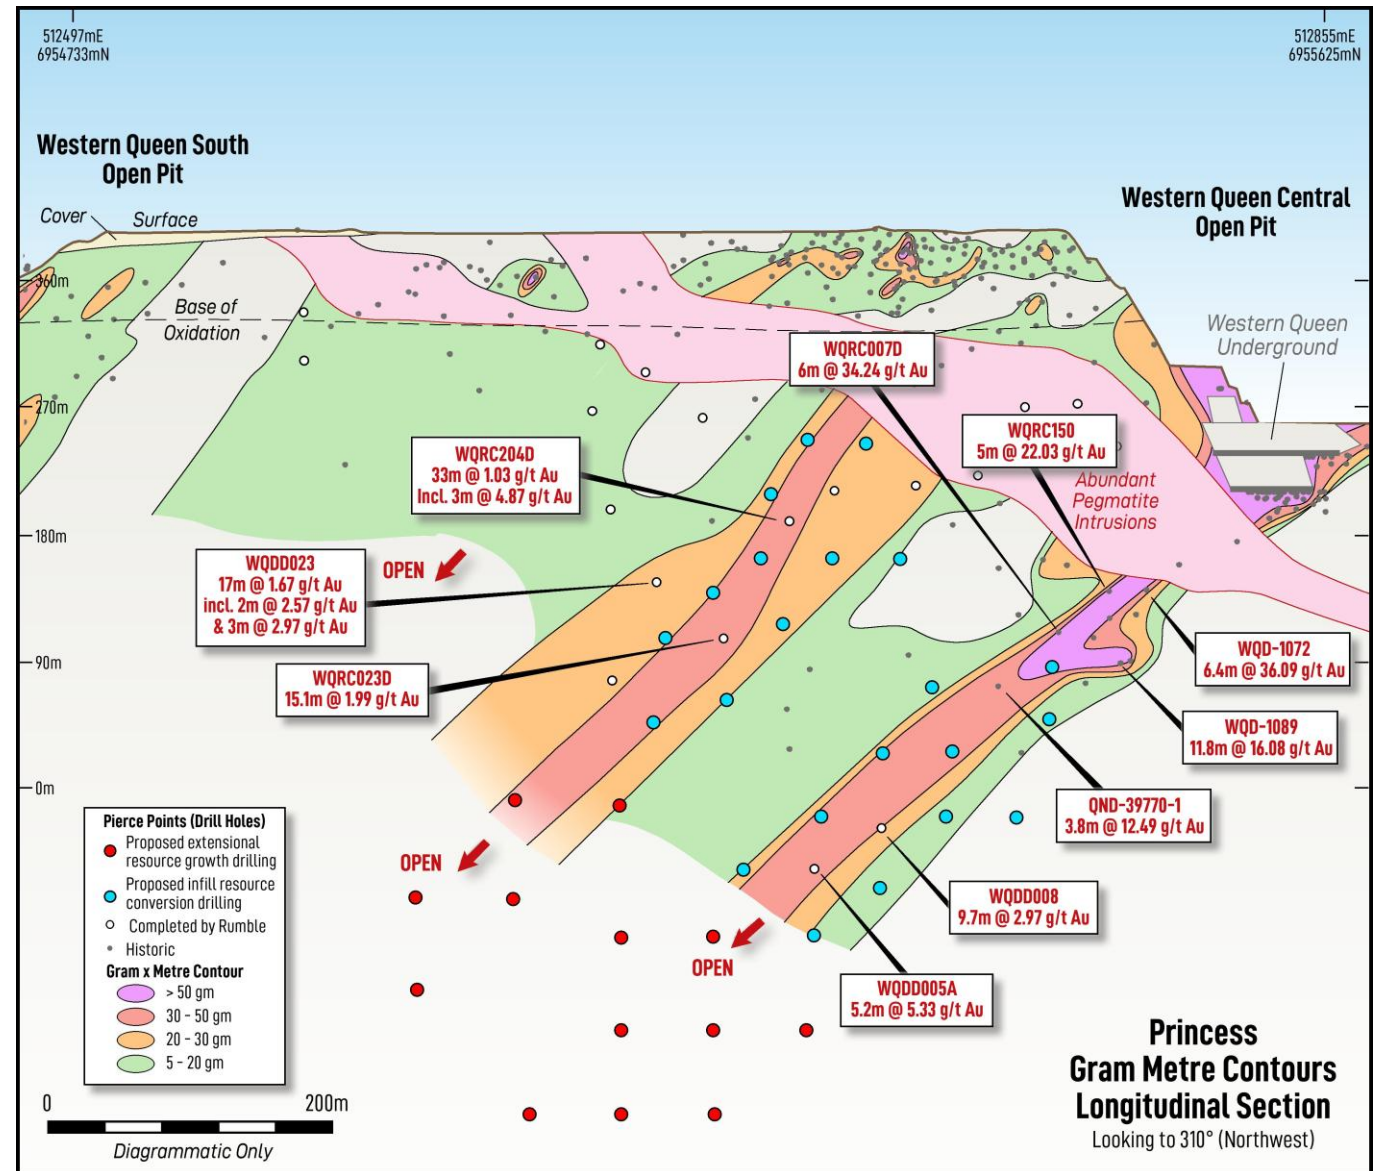 512497mE
6954733mN
512855mE
6955625mN
Western Queen South
Open Pit
Cover
Surface
Western Queen Central
Open Pit
360m
Base of
Oxidation
Western Queen
Underground
WQRC007D
6m @ 34.24 g/t Au
270m
WQRC150
5m @ 22.03 g/t Au
WQRC204D
33m @ 1.03 g/t Au
Incl. 3m @ 4.87 g/t Au
Abundant
Pegmatite
Intrusions
180m
WQDD023
17m @ 1.67 g/t Au
incl. 2m @ 2.57 g/t Au
& 3m @ 2.97 g/t Au
OPEN
90m
WQRC023D
15.1m @ 1.99 g/t Au
WQD-1072
6.4m @ 36.09 g/t Au
WQD-1089
11.8m @ 16.08 g/t Au
0m
QND-39770-1
3.8m @ 12.49 g/t Au
Pierce Points (Drill Holes)
Proposed extensional
resource growth drilling
Proposed infill resource
conversion drilling
Completed by Rumble
Historic
Gram x Metre Contour
> 50 gm
30 - 50 gm
20 - 30 gm
5 - 20 gm
OPEN
WQDD008
9.7m @ 2.97 g/t Au
OPEN
WQDD005A
5.2m @ 5.33 g/t Au
Princess
Gram Metre Contours
Longitudinal Section
Looking to 310° (Northwest)
0
200m
Diagrammatic Only